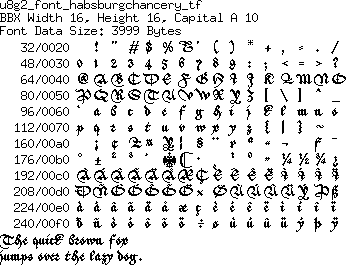 u8g2_font_habsburgchancery_tf
BBX Width 16, Height 16, Capital A 10
Font Data Size: 3999 Bytes
32/0020 ! " # $ % & ' ( ) * + , - . /
48/0030 0 1 2 3 4 5 6 7 8 9 : ; < = > ?
64/0040 @ A B C D E F G H I J K L M N O
80/0050 P Q R S T U V W X Y Z [ \ ] ^ _
96/0060 ` a b c d e f g h i j k l m n o
112/0070 p q r s t u v w x y z { | } ~
160/00a0 ¡ ¢ £ ¤ ¥ ¦ § ¨ © ª « ¬ ® ¯
176/00b0 ° ± ² ³ ´ · ¸ ¹ º » ¼ ½ ¾ ¿
192/00c0 À Á Â Ã Ä Å Æ Ç È É Ê Ë Ì Í Î Ï
208/00d0 Ð Ñ Ò Ó Ô Õ Ö × Ø Ù Ú Û Ü Ý Þ ß
224/00e0 à á â ã ä å æ ç è é ê ë ì í î ï
240/00f0 ð ñ ò ó ô õ ö ÷ ø ù ú û ü ý þ ÿ
The quick brown fox
jumps over the lazy dog.